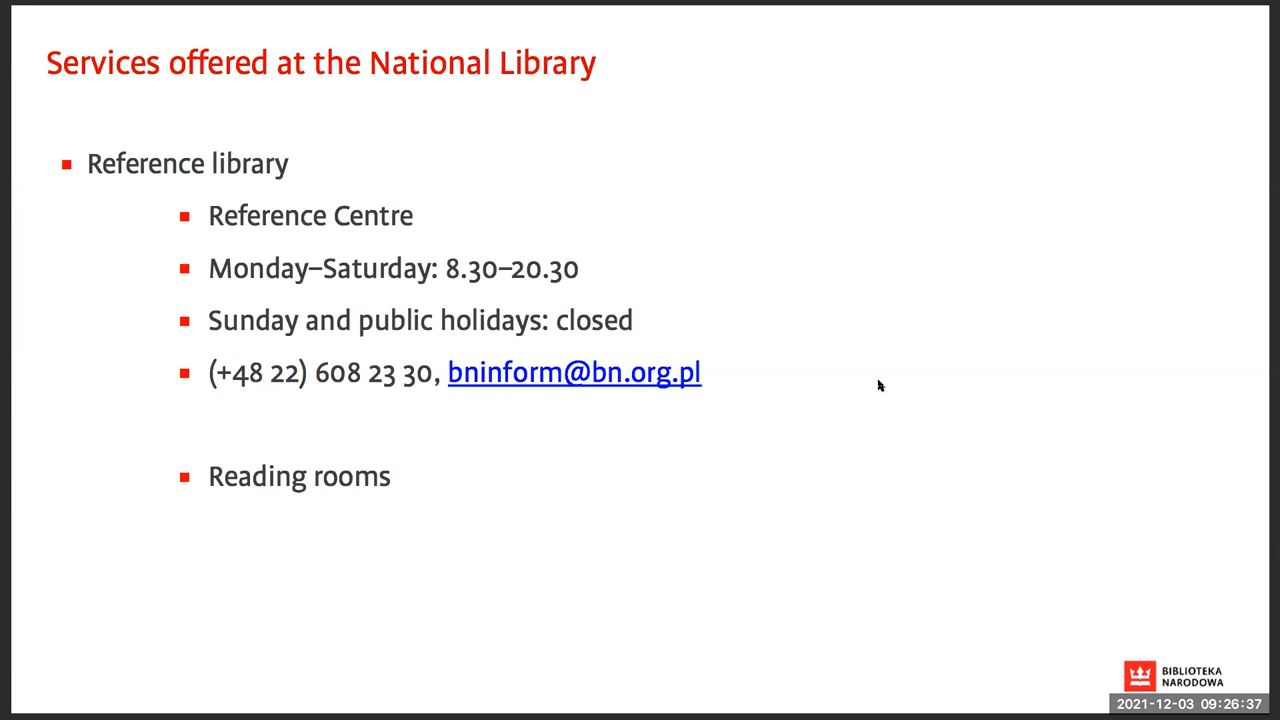 Services offered at the National Library
Reference library
Reference Centre
Monday–Saturday: 8.30–20.30
Sunday and public holidays: closed
(+48 22) 608 23 30, bninform@bn.org.pl
Reading rooms
BIBLIOTEKA
NARODOWA
2021-12-03 09:26:37